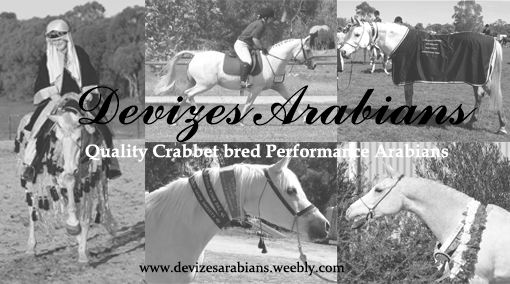 Devizes Arabians
Quality Crabbet bred Performance Arabians
www.devizesarabians.weebly.com